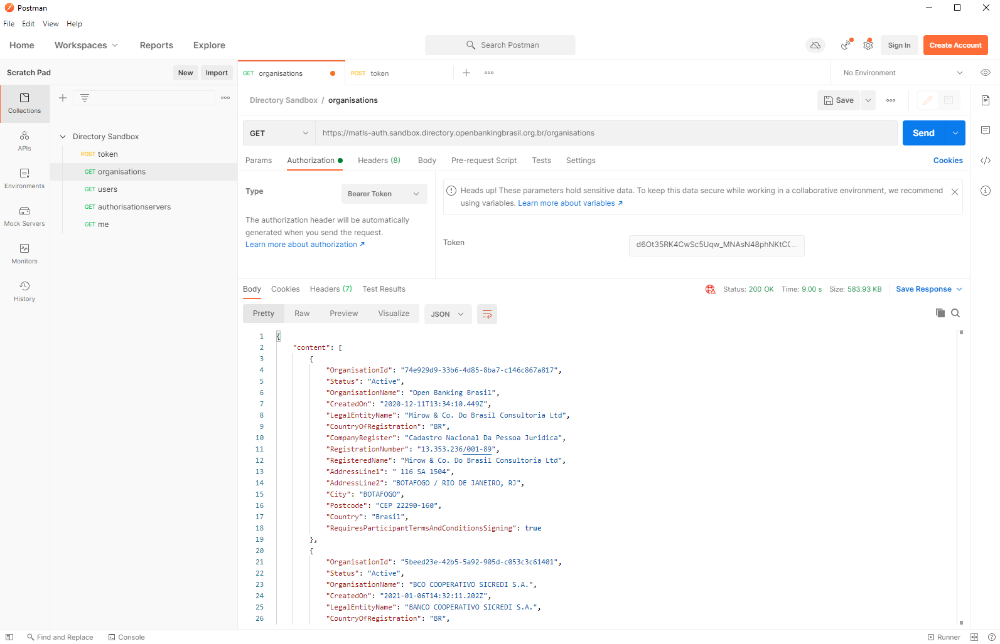 Postman
File Edit View Help
Home Workspaces Reports Explore Search Postman Sign In Create Account
Scratch Pad New Import
GET organisations POST token No Environment
Collections
APIs
Environments
Mock Servers
Monitors
History
Directory Sandbox
POST token
GET organisations
GET users
GET authorisationservers
GET me
Directory Sandbox / organisations Save
GET https://matls-auth.sandbox.directory.openbankingbrasil.org.br/organisations Send
Params Authorization Headers (8) Body Pre-request Script Tests Settings Cookies
Type Bearer Token
The authorization header will be automatically
generated when you send the request.
Learn more about authorization ↗
Heads up! These parameters hold sensitive data. To keep this data secure while working in a collaborative environment, we recommend
using variables. Learn more about variables ↗
Token d6Ot35RK4CwSc5Uqw_MNAsN48phNKtC...
Body Cookies Headers (7) Test Results Status: 200 OK Time: 9.00 s Size: 583.93 KB Save Response
Pretty Raw Preview Visualize JSON
1 {
2 "content": [
3 {
4 "OrganisationId": "74e929d9-33b6-4d85-8ba7-c146c867a817",
5 "Status": "Active",
6 "OrganisationName": "Open Banking Brasil",
7 "CreatedOn": "2020-12-11T13:34:10.449Z",
8 "LegalEntityName": "Mirow & Co. Do Brasil Consultoria Ltd",
9 "CountryOfRegistration": "BR",
10 "CompanyRegister": "Cadastro Nacional Da Pessoa Juridica",
11 "RegistrationNumber": "13.353.236/001-89",
12 "RegisteredName": "Mirow & Co. Do Brasil Consultoria Ltd",
13 "AddressLine1": " 116 SA 1504",
14 "AddressLine2": "BOTAFOGO / RIO DE JANEIRO, RJ",
15 "City": "BOTAFOGO",
16 "Postcode": "CEP 22290-160",
17 "Country": "Brasil",
18 "RequiresParticipantTermsAndConditionsSigning": true
19 },
20 {
21 "OrganisationId": "5beed23e-42b5-5a92-905d-c053c3c61401",
22 "Status": "Active",
23 "OrganisationName": "BCO COOPERATIVO SICREDI S.A.",
24 "CreatedOn": "2021-01-06T14:32:11.202Z",
25 "LegalEntityName": "BANCO COOPERATIVO SICREDI S.A.",
26 "CountryOfRegistration": "BR",
Find and Replace Console Runner